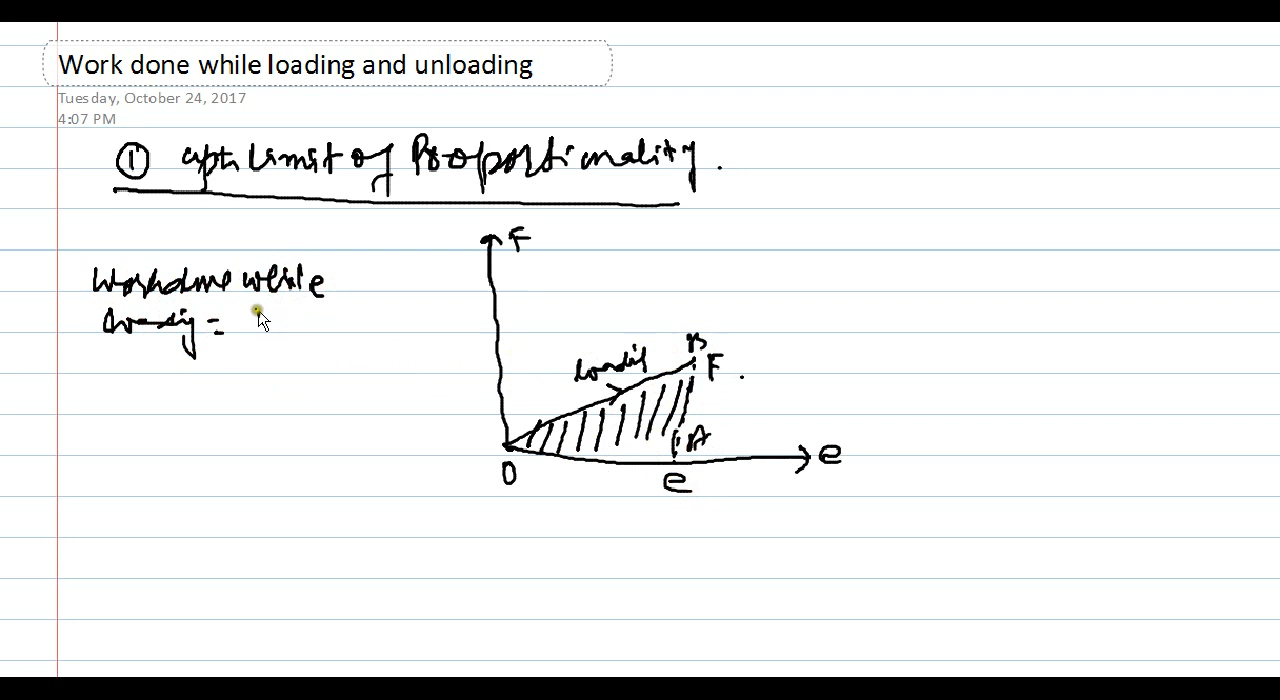 Work done while loading and unloading
Tuesday, October 24, 2017
4:07 PM
① upto Limit of Proportionality.
F
Workdone while
loading =
loading
B
F
A
e
O
e